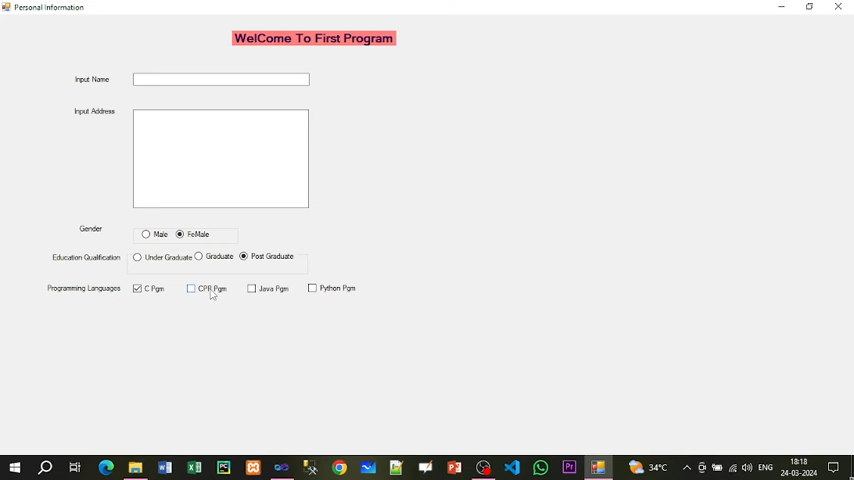 Personal Information
WelCome To First Program
Input Name
Input Address
Gender
Male FeMale
Education Qualification Under Graduate Graduate Post Graduate
Programming Languages C Pgm CPP Pgm Java Pgm Python Pgm
34°C ENG 18:18
24-03-2024